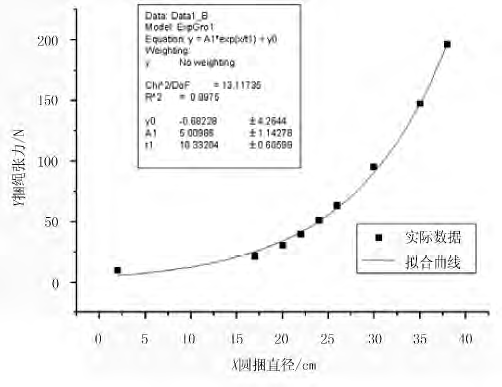 Data: Data1_B
Model: ExpGro1
Equation: y = A1*exp(x/t1) + y0
Weighting:
y No weighting
Chi^2/DoF = 13.11735
R^2 = 0.9975
y0 -0.68228 ±4.2644
A1 5.00986 ±1.14278
t1 10.33204 ±0.60599
200
150
100
50
0
Y捆绳张力/N
实际数据
拟合曲线
0 5 10 15 20 25 30 35 40
X圆捆直径/cm